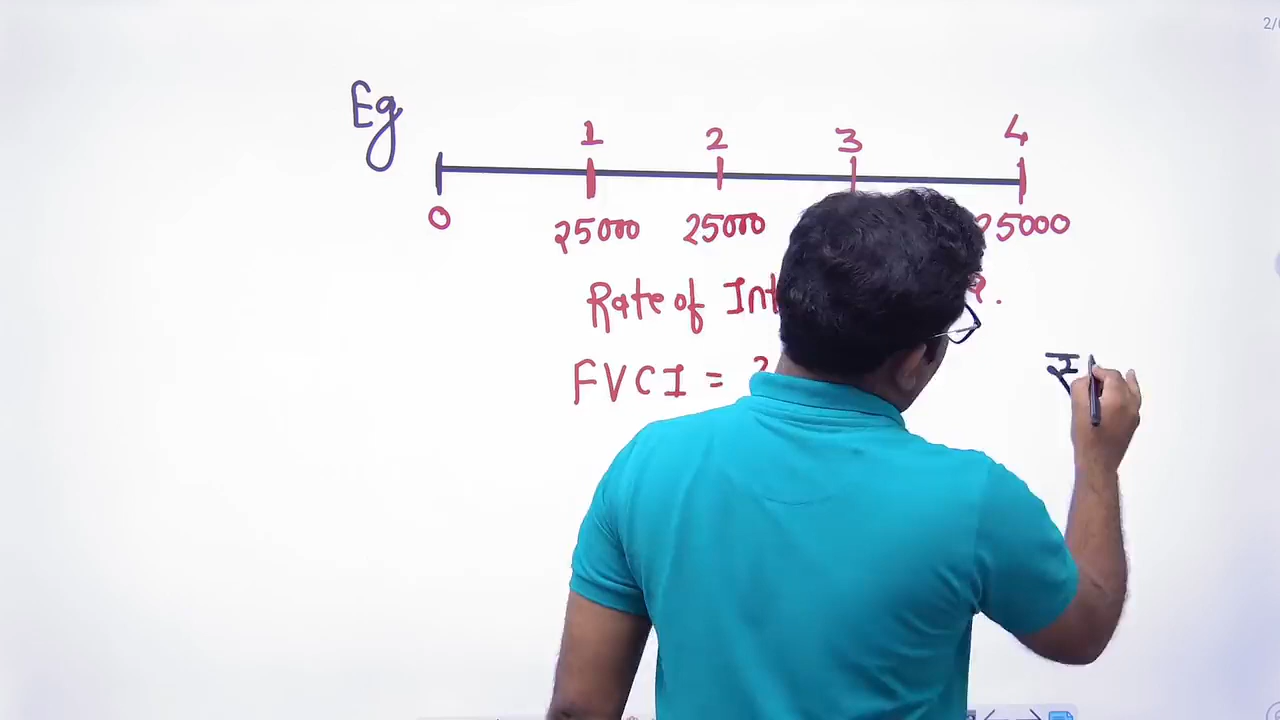 Eg
1 2 3 4
0 25000 25000 25000
Rate of Int
FVCI =